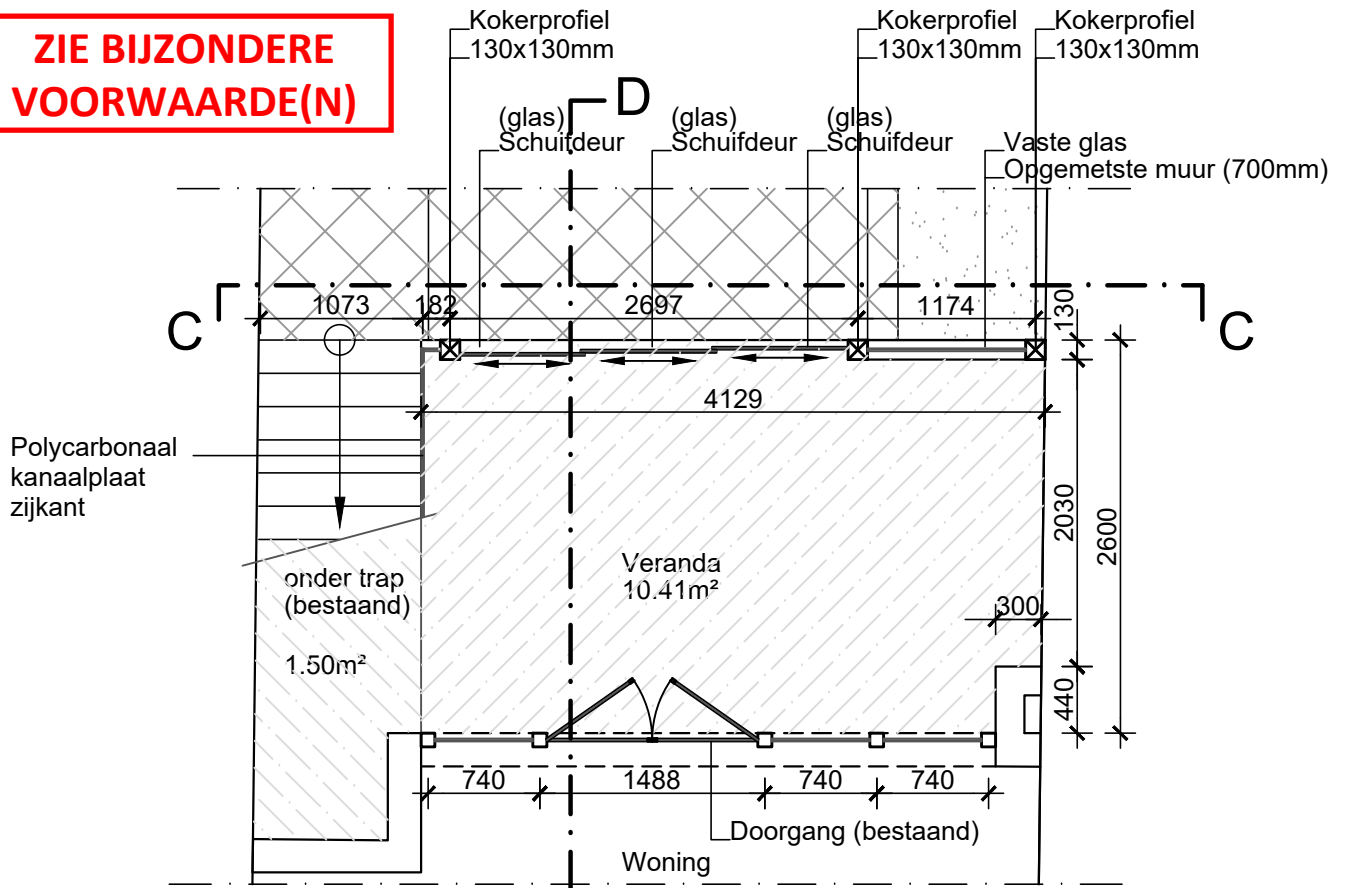 ZIE BIJZONDERE
VOORWAARDE(N)
Kokerprofiel
130x130mm
Kokerprofiel
130x130mm
Kokerprofiel
130x130mm
D
(glas)
Schuifdeur
(glas)
Schuifdeur
(glas)
Schuifdeur
Vaste glas
Opgemetste muur (700mm)
C
1073
182
2697
1174
130
C
4129
Polycarbonaal
kanaalplaat
zijkant
2030
2600
Veranda
10.41m²
onder trap
(bestaand)
1.50m²
300
440
740
1488
740
740
Doorgang (bestaand)
Woning